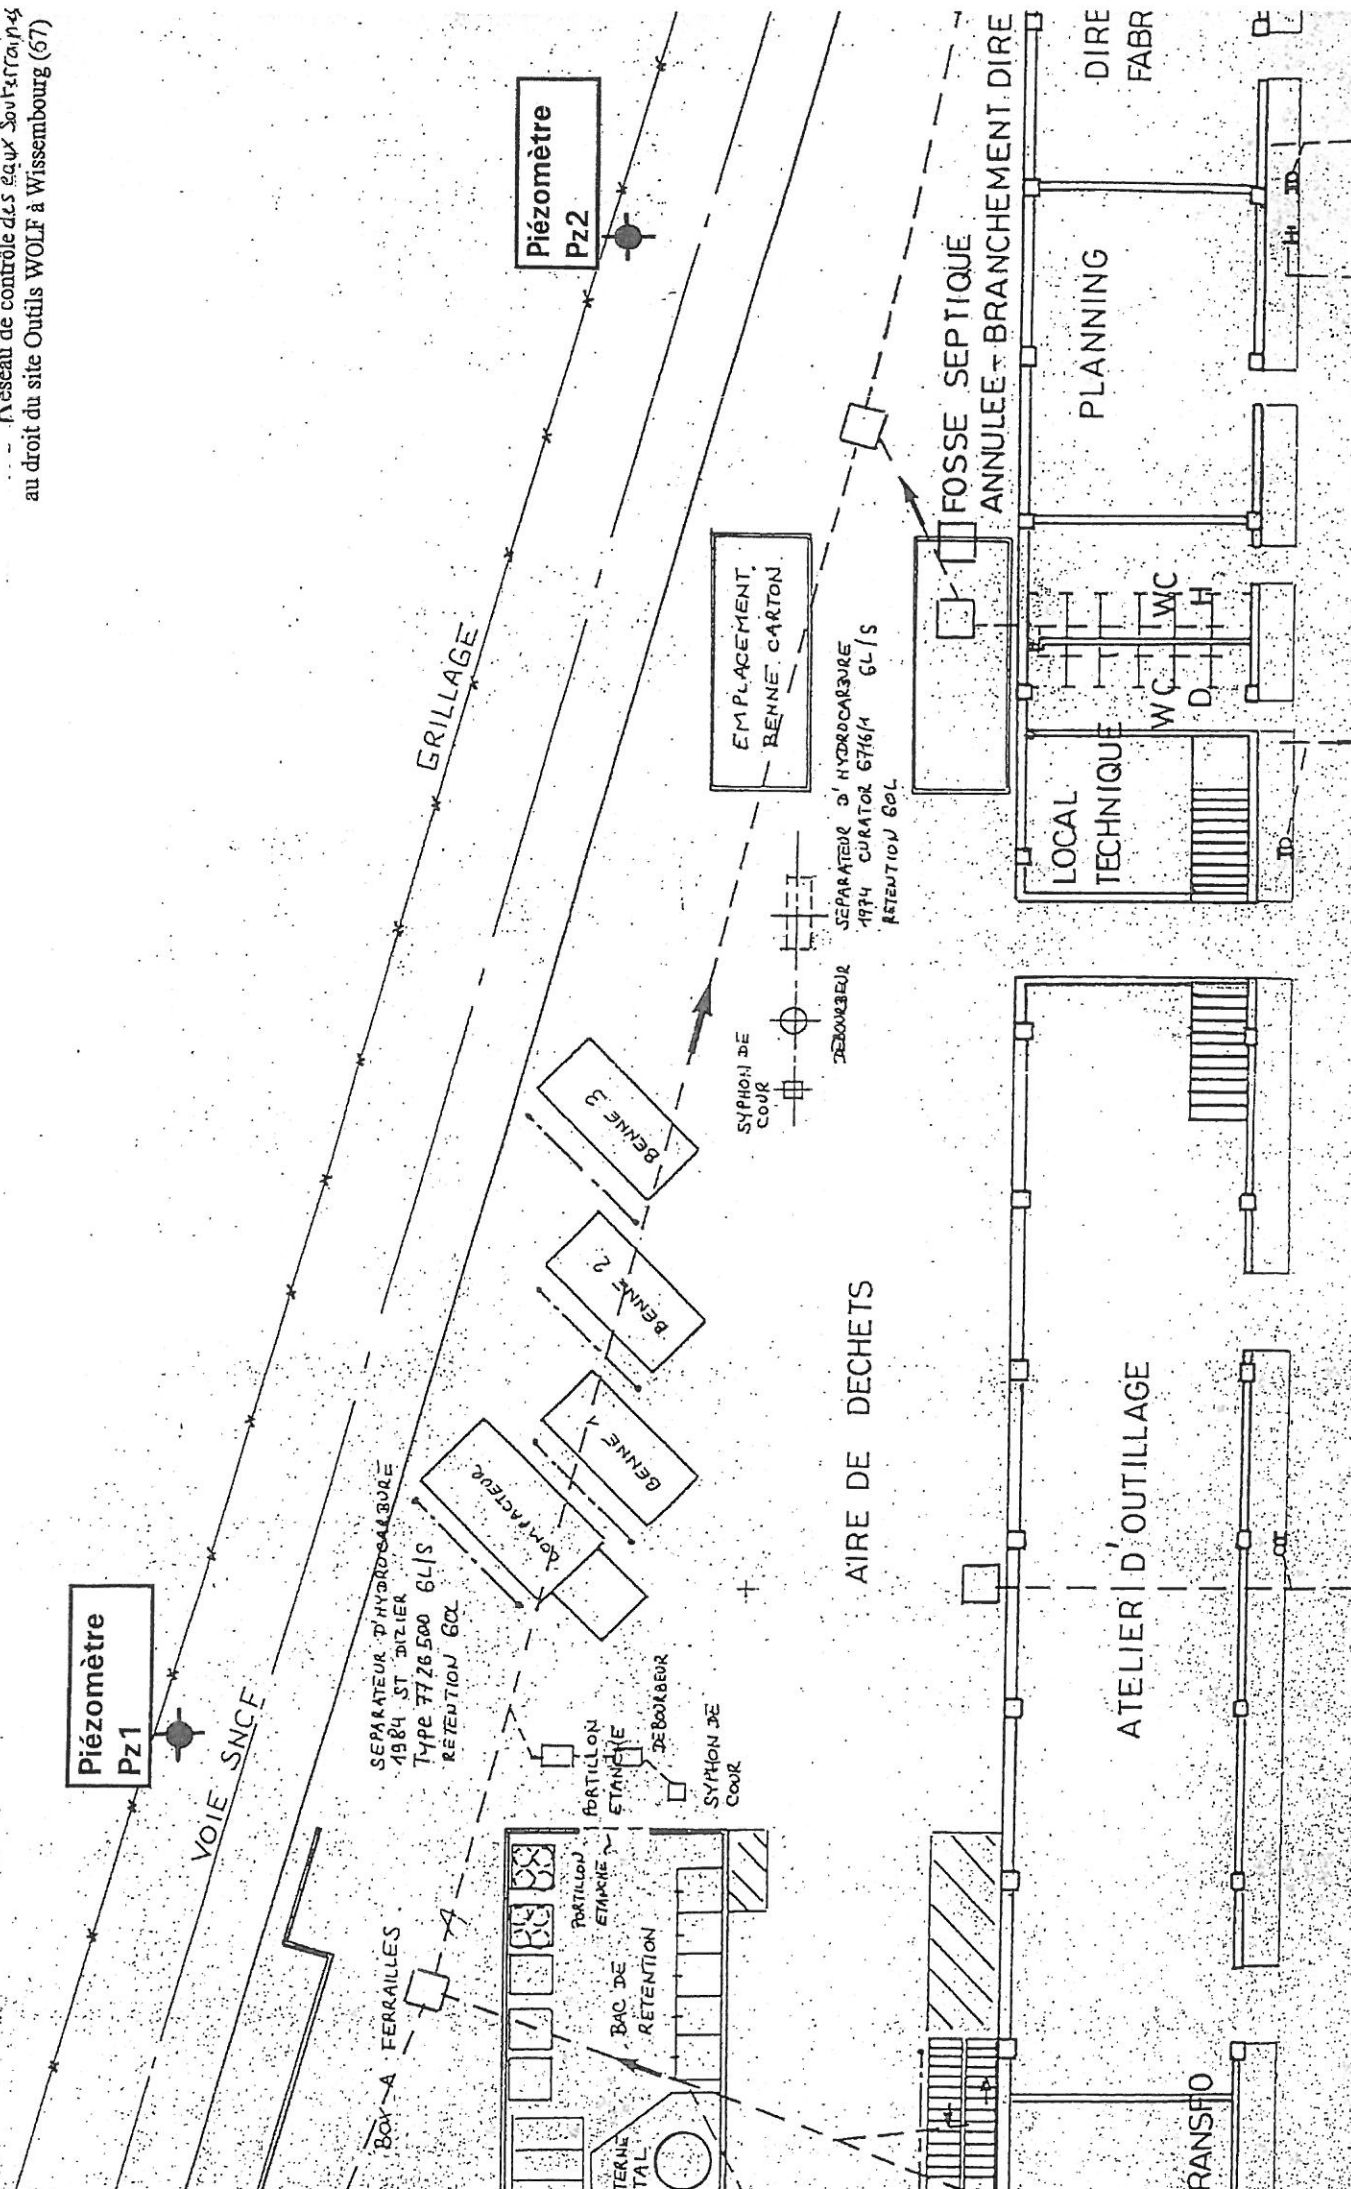 Réseau de contrôle des eaux Souterraines
au droit du site Outils WOLF à Wissembourg (67)
Piézomètre
Pz2
Piézomètre
Pz1
GRILLAGE
VOIE SNCF
EMPLACEMENT
BENNE CARTON
FOSSE SEPTIQUE
ANNULEE - BRANCHEMENT DIRE
DIRE
FABR
PLANNING
SEPARATEUR D'HYDROCARBURE
1974 CURATOR 6716/1 6L/S
RETENTION 60L
DEBOURBEUR
SYPHON DE
COUR
LOCAL
TECHNIQUE
WC
D
WC
H
BENNE 3
BENNE 2
BENNE 1
COMPACTEUR
AIRE DE DECHETS
ATELIER D'OUTILLAGE
SEPARATEUR D'HYDROCARBURE
1984 ST DIZIER
TYPE 7726500 6L/S
RETENTION 60L
PORTILLON
ETANCHE
DEBOURBEUR
SYPHON DE
COUR
PORTILLON
ETANCHE
BAC DE
RETENTION
BOX A FERRAILLES
TERNE
TAL
RANSFO